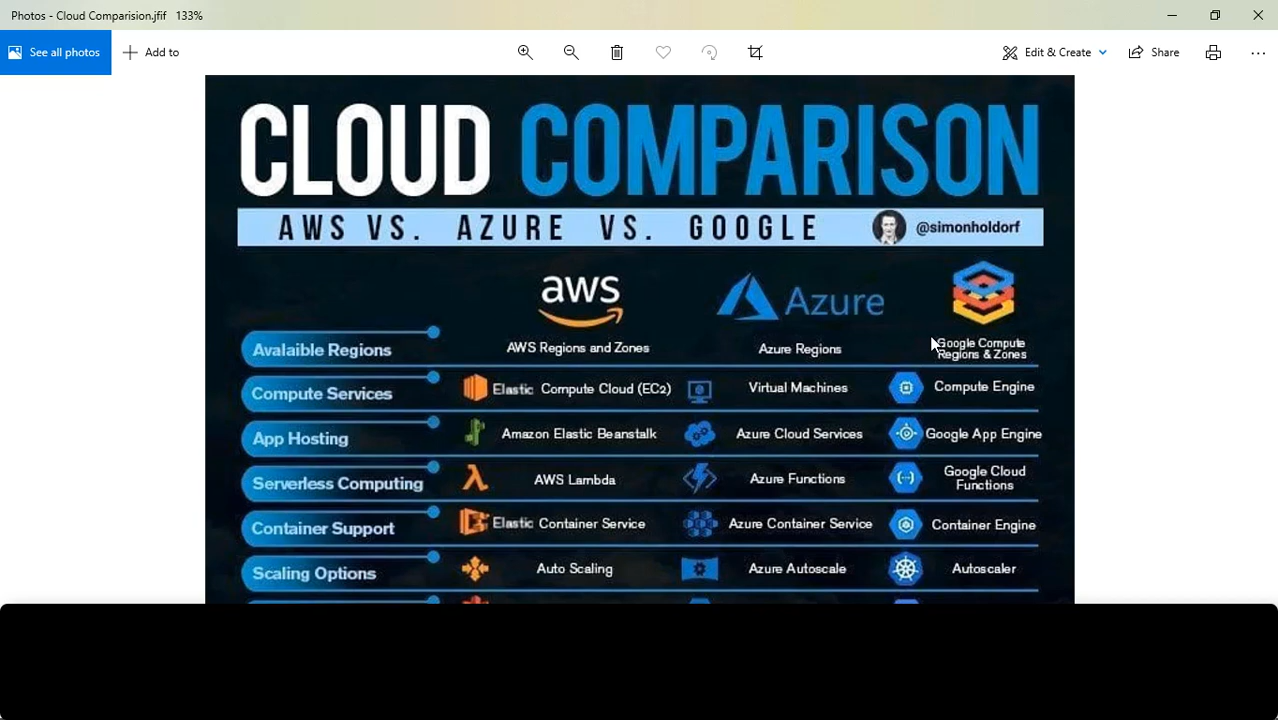 Photos - Cloud Comparision.jfif 133%
See all photos Add to Edit & Create Share
CLOUD COMPARISON
AWS VS. AZURE VS. GOOGLE @simonholdorf
aws Azure
Avalaible Regions AWS Regions and Zones Azure Regions Google Compute
Regions & Zones
Compute Services Elastic Compute Cloud (EC2) Virtual Machines Compute Engine
App Hosting Amazon Elastic Beanstalk Azure Cloud Services Google App Engine
Serverless Computing AWS Lambda Azure Functions Google Cloud
Functions
Container Support Elastic Container Service Azure Container Service Container Engine
Scaling Options Auto Scaling Azure Autoscale Autoscaler